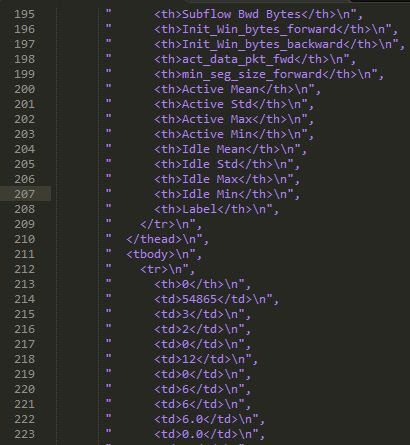 195 "      <th>Subflow Bwd Bytes</th>\n",
196 "      <th>Init_Win_bytes_forward</th>\n",
197 "      <th>Init_Win_bytes_backward</th>\n",
198 "      <th>act_data_pkt_fwd</th>\n",
199 "      <th>min_seg_size_forward</th>\n",
200 "      <th>Active Mean</th>\n",
201 "      <th>Active Std</th>\n",
202 "      <th>Active Max</th>\n",
203 "      <th>Active Min</th>\n",
204 "      <th>Idle Mean</th>\n",
205 "      <th>Idle Std</th>\n",
206 "      <th>Idle Max</th>\n",
207 "      <th>Idle Min</th>\n",
208 "      <th>Label</th>\n",
209 "    </tr>\n",
210 "  </thead>\n",
211 "  <tbody>\n",
212 "    <tr>\n",
213 "      <th>0</th>\n",
214 "      <td>54865</td>\n",
215 "      <td>3</td>\n",
216 "      <td>2</td>\n",
217 "      <td>0</td>\n",
218 "      <td>12</td>\n",
219 "      <td>0</td>\n",
220 "      <td>6</td>\n",
221 "      <td>6</td>\n",
222 "      <td>6.0</td>\n",
223 "      <td>0.0</td>\n",